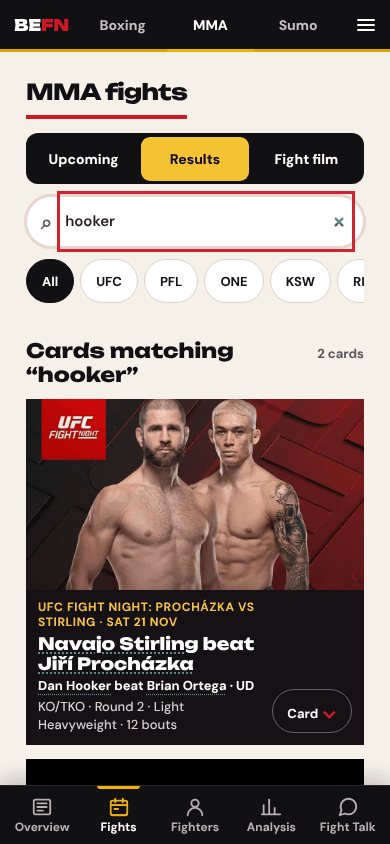 BEFN
Boxing
MMA
Sumo
MMA fights
Upcoming
Results
Fight film
hooker
All
UFC
PFL
ONE
KSW
Cards matching
“hooker”
2 cards
UFC
FIGHT NIGHT
UFC FIGHT NIGHT: PROCHÁZKA VS
STIRLING · SAT 21 NOV
Navajo Stirling beat
Jiří Procházka
Dan Hooker beat Brian Ortega · UD
KO/TKO · Round 2 · Light
Heavyweight · 12 bouts
Card
Overview
Fights
Fighters
Analysis
Fight Talk